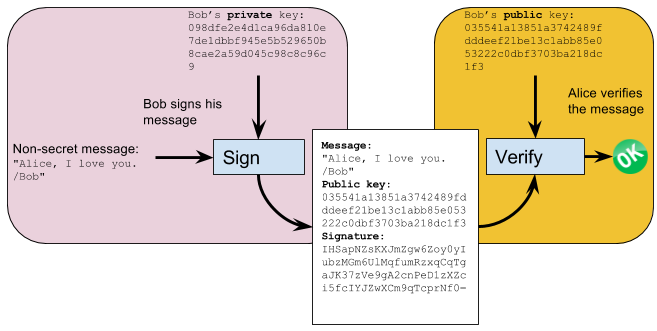 Bob's private key:
098dfe2e4d1ca96da810e
7de1dbbf945e5b529650b
8cae2a59d045c98c8c96c
9
Bob's public key:
035541a13851a3742489f
dddeef21be13c1abb85e0
53222c0dbf3703ba218dc
1f3
Bob signs his
message
Alice verifies
the message
Non-secret message:
"Alice, I love you.
/Bob"
Sign
Verify
OK
Message:
"Alice, I love you.
/Bob"
Public key:
035541a13851a3742489fd
ddeef21be13c1abb85e053
222c0dbf3703ba218dc1f3
Signature:
IHSapNZsKXJmZgw6Zoy0yI
ubzMGm6UlMqfumRzxqCqTg
aJK37zVe9gA2cnPeD1zXZc
i5fcIYJZwXCm9qTcprNf0=